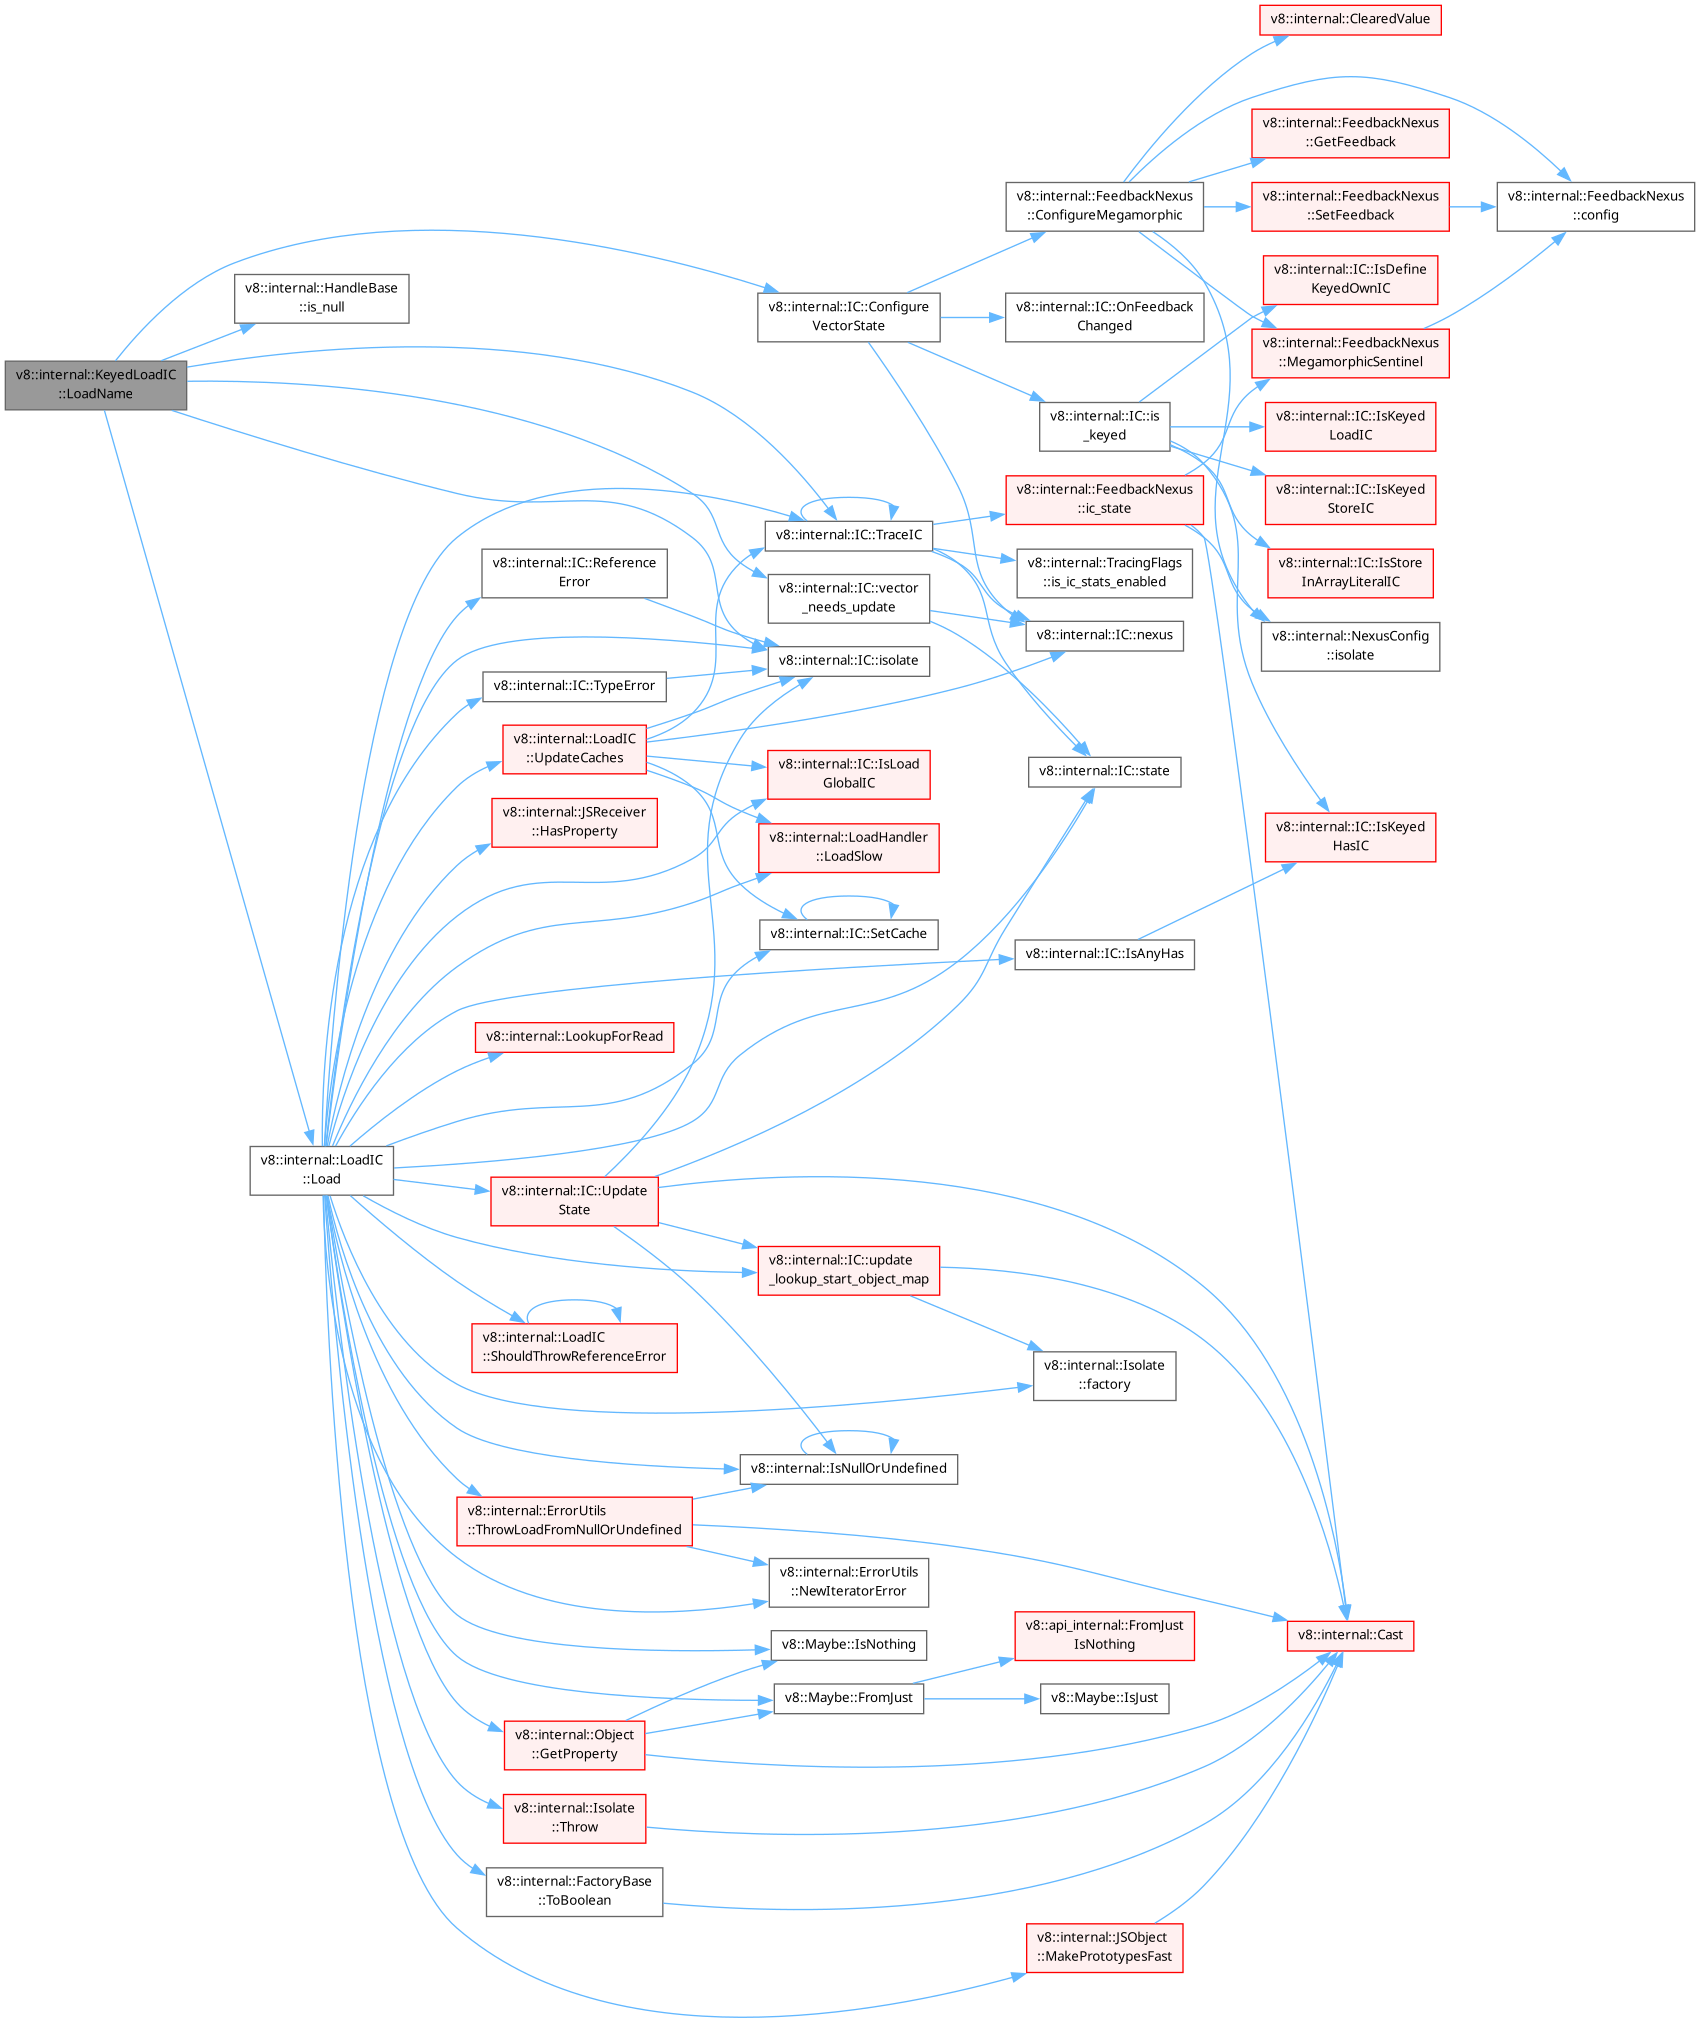 v8::internal::KeyedLoadIC
::LoadName
v8::internal::HandleBase
::is_null
v8::internal::LoadIC
::Load
v8::internal::IC::Reference
Error
v8::internal::IC::TypeError
v8::internal::LoadIC
::UpdateCaches
v8::internal::JSReceiver
::HasProperty
v8::internal::LookupForRead
v8::internal::IC::Update
State
v8::internal::LoadIC
::ShouldThrowReferenceError
v8::internal::ErrorUtils
::ThrowLoadFromNullOrUndefined
v8::internal::Object
::GetProperty
v8::internal::Isolate
::Throw
v8::internal::FactoryBase
::ToBoolean
v8::internal::IC::Configure
VectorState
v8::internal::IC::TraceIC
v8::internal::IC::vector
_needs_update
v8::internal::IC::isolate
v8::internal::IC::IsLoad
GlobalIC
v8::internal::LoadHandler
::LoadSlow
v8::internal::IC::SetCache
v8::internal::IC::update
_lookup_start_object_map
v8::internal::IsNullOrUndefined
v8::internal::ErrorUtils
::NewIteratorError
v8::Maybe::IsNothing
v8::Maybe::FromJust
v8::internal::FeedbackNexus
::ConfigureMegamorphic
v8::internal::IC::OnFeedback
Changed
v8::internal::IC::is
_keyed
v8::internal::FeedbackNexus
::ic_state
v8::internal::TracingFlags
::is_ic_stats_enabled
v8::internal::IC::nexus
v8::internal::IC::state
v8::internal::IC::IsAnyHas
v8::internal::Isolate
::factory
v8::api_internal::FromJust
IsNothing
v8::Maybe::IsJust
v8::internal::JSObject
::MakePrototypesFast
v8::internal::ClearedValue
v8::internal::FeedbackNexus
::GetFeedback
v8::internal::FeedbackNexus
::SetFeedback
v8::internal::IC::IsDefine
KeyedOwnIC
v8::internal::FeedbackNexus
::MegamorphicSentinel
v8::internal::IC::IsKeyed
LoadIC
v8::internal::IC::IsKeyed
StoreIC
v8::internal::IC::IsStore
InArrayLiteralIC
v8::internal::NexusConfig
::isolate
v8::internal::IC::IsKeyed
HasIC
v8::internal::Cast
v8::internal::FeedbackNexus
::config